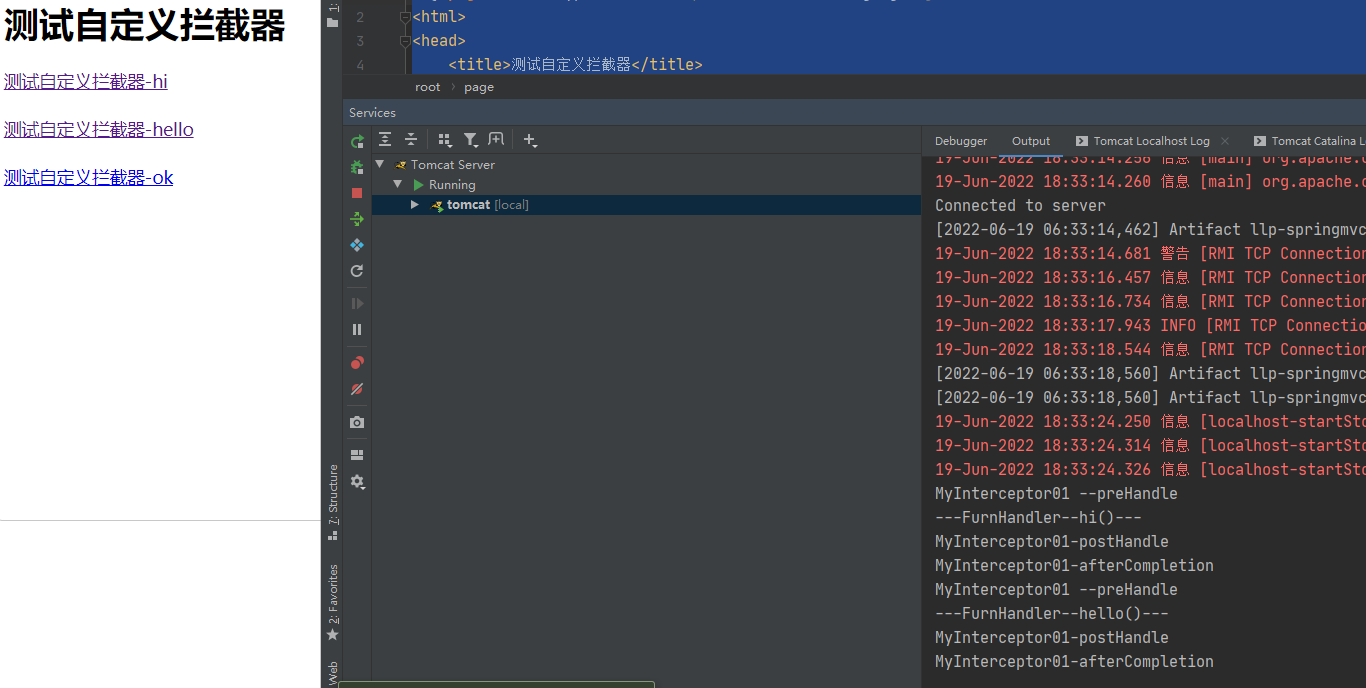 测试自定义拦截器
测试自定义拦截器-hi
测试自定义拦截器-hello
测试自定义拦截器-ok
1:
7: Structure
2: Favorites
Web
2 <html>
3 <head>
4 <title>测试自定义拦截器</title>
root › page
Services
Tomcat Server
Running
tomcat [local]
Debugger Output Tomcat Localhost Log Tomcat Catalina L
19-Jun-2022 18:33:14.256 信息 [main] org.apache.c
19-Jun-2022 18:33:14.260 信息 [main] org.apache.c
Connected to server
[2022-06-19 06:33:14,462] Artifact llp-springmvc
19-Jun-2022 18:33:14.681 警告 [RMI TCP Connection
19-Jun-2022 18:33:16.457 信息 [RMI TCP Connection
19-Jun-2022 18:33:16.734 信息 [RMI TCP Connection
19-Jun-2022 18:33:17.943 INFO [RMI TCP Connectio
19-Jun-2022 18:33:18.544 信息 [RMI TCP Connection
[2022-06-19 06:33:18,560] Artifact llp-springmvc
[2022-06-19 06:33:18,560] Artifact llp-springmvc
19-Jun-2022 18:33:24.250 信息 [localhost-startSto
19-Jun-2022 18:33:24.314 信息 [localhost-startSto
19-Jun-2022 18:33:24.326 信息 [localhost-startSto
MyInterceptor01 --preHandle
---FurnHandler--hi()---
MyInterceptor01-postHandle
MyInterceptor01-afterCompletion
MyInterceptor01 --preHandle
---FurnHandler--hello()---
MyInterceptor01-postHandle
MyInterceptor01-afterCompletion